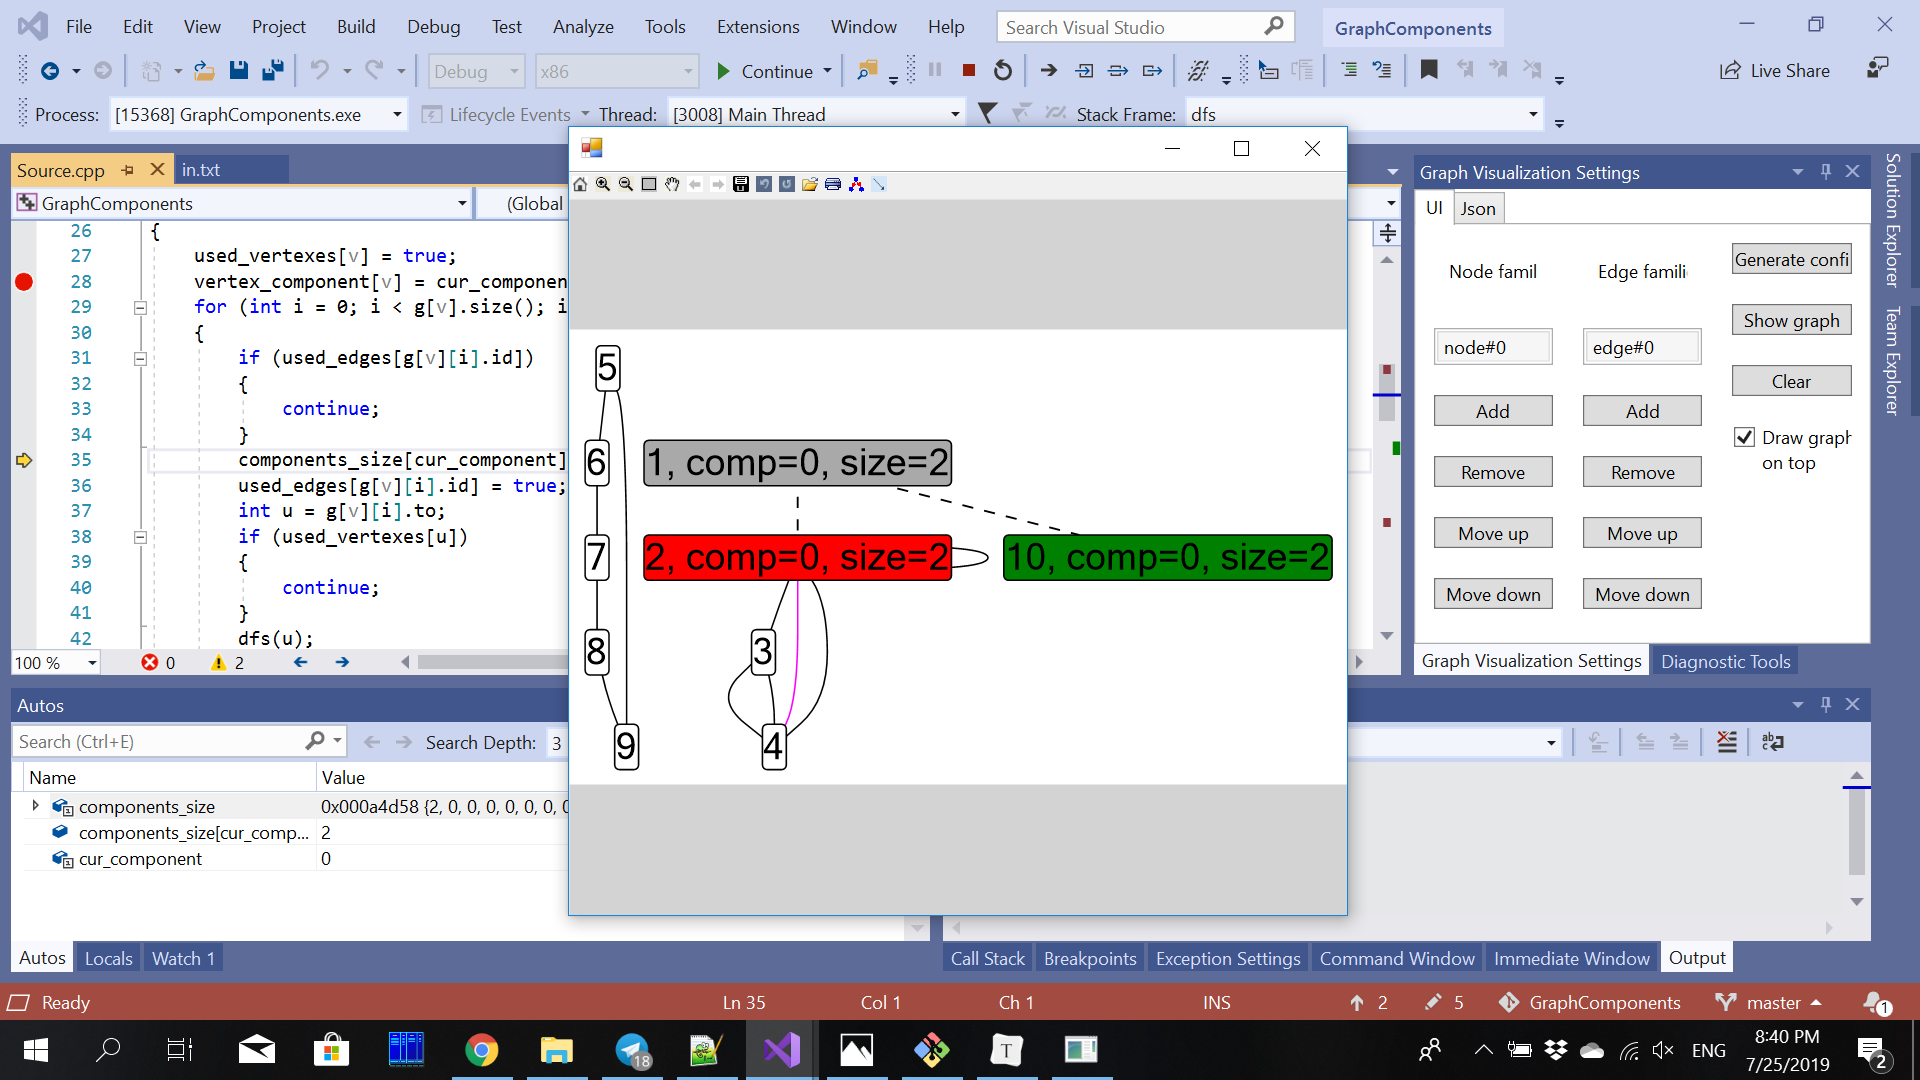 File Edit View Project Build Debug Test Analyze Tools Extensions Window Help Search Visual Studio GraphComponents
Debug x86 Continue Live Share
Process: [15368] GraphComponents.exe Lifecycle Events Thread: [3008] Main Thread Stack Frame: dfs
Source.cpp in.txt
GraphComponents (Global
26 {
27 used_vertexes[v] = true;
28 vertex_component[v] = cur_componen
29 for (int i = 0; i < g[v].size(); i
30 {
31 if (used_edges[g[v][i].id])
32 {
33 continue;
34 }
35 components_size[cur_component]
36 used_edges[g[v][i].id] = true;
37 int u = g[v][i].to;
38 if (used_vertexes[u])
39 {
40 continue;
41 }
42 dfs(u);
100 % 0 2
5
6 1, comp=0, size=2
7 2, comp=0, size=2 10, comp=0, size=2
8 3
9 4
Graph Visualization Settings
UI Json
Node famil Edge famili Generate confi
node#0 edge#0 Show graph
Clear
Add Add Draw graph
on top
Remove Remove
Move up Move up
Move down Move down
Graph Visualization Settings Diagnostic Tools
Solution Explorer
Team Explorer
Autos
Search (Ctrl+E) Search Depth: 3
Name Value
components_size 0x000a4d58 {2, 0, 0, 0, 0, 0, 0, 0
components_size[cur_comp... 2
cur_component 0
Autos Locals Watch 1
Call Stack Breakpoints Exception Settings Command Window Immediate Window Output
Ready Ln 35 Col 1 Ch 1 INS 2 5 GraphComponents master 1
18 T ENG 8:40 PM
7/25/2019 2